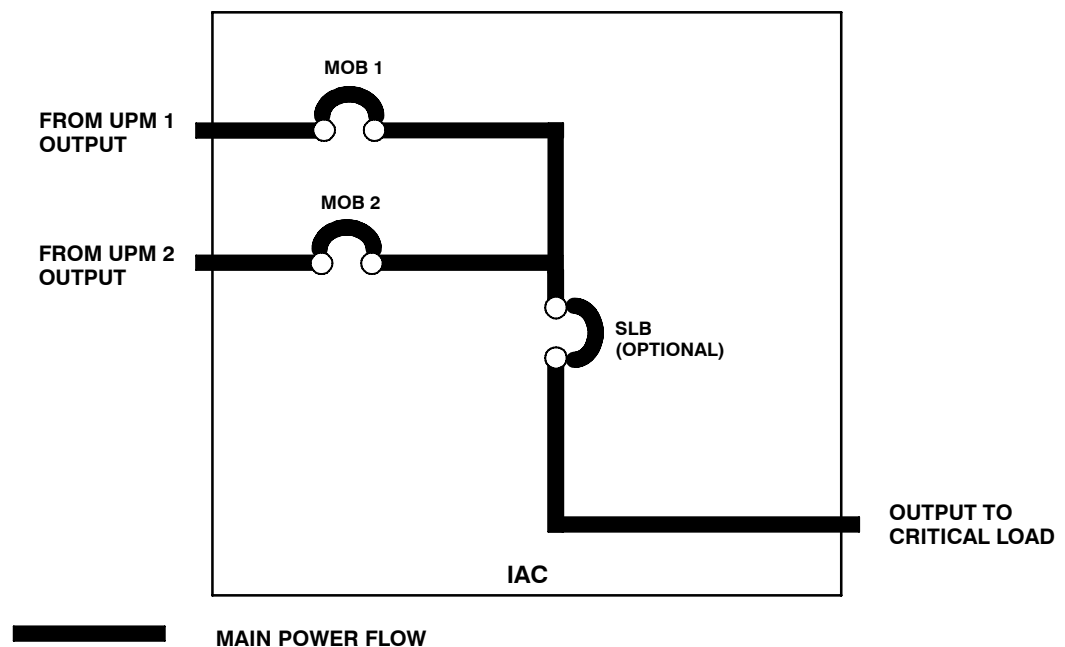 MOB 1
FROM UPM 1
OUTPUT
MOB 2
FROM UPM 2
OUTPUT
SLB
(OPTIONAL)
OUTPUT TO
CRITICAL LOAD
IAC
MAIN POWER FLOW